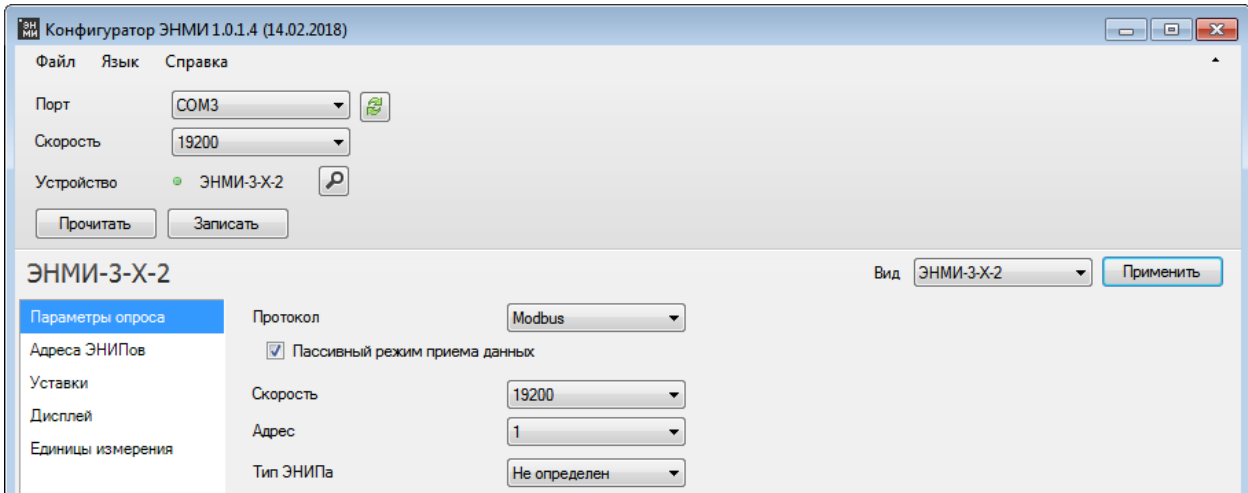 ЭН МИ Конфигуратор ЭНМИ 1.0.1.4 (14.02.2018)
Файл Язык Справка
Порт COM3
Скорость 19200
Устройство ЭНМИ-3-X-2
Прочитать Записать
ЭНМИ-3-X-2 Вид ЭНМИ-3-X-2 Применить
Параметры опроса Протокол Modbus
Адреса ЭНИПов Пассивный режим приема данных
Уставки Скорость 19200
Дисплей Адрес 1
Единицы измерения
Тип ЭНИПа Не определен